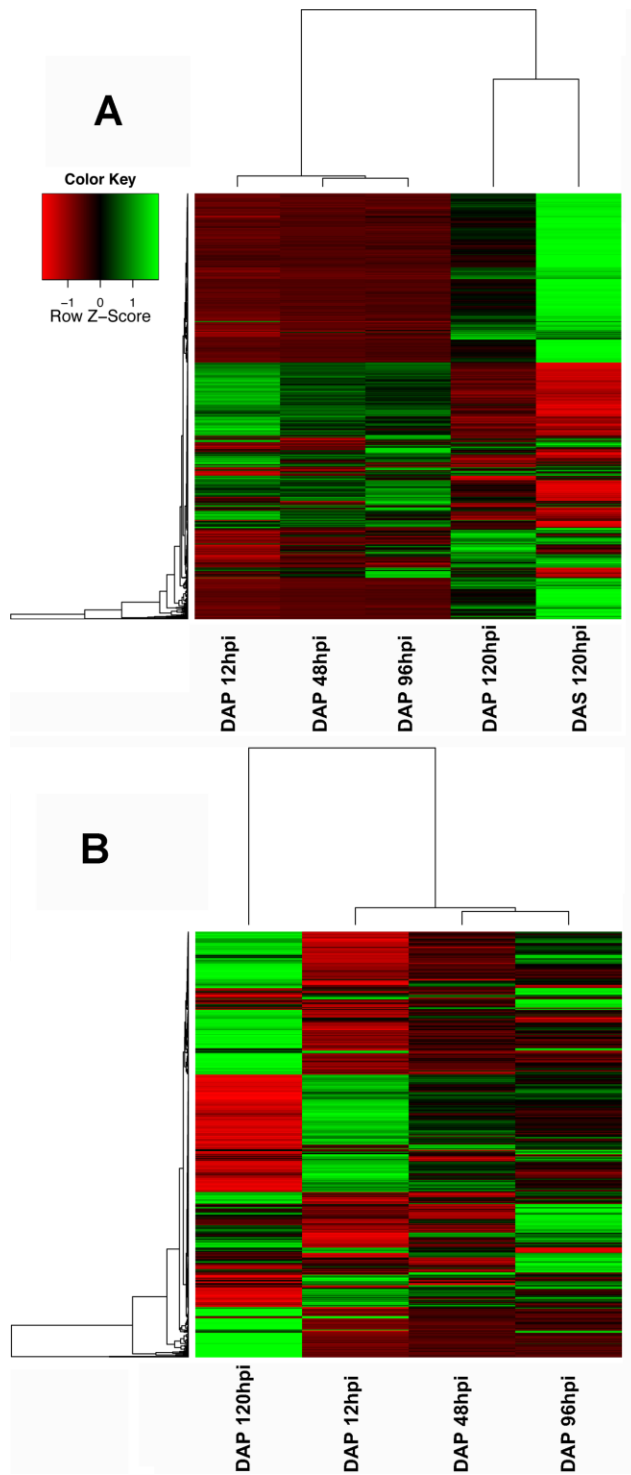 A
Color Key
−1 0 1
Row Z−Score
DAP 12hpi
DAP 48hpi
DAP 96hpi
DAP 120hpi
DAS 120hpi
B
DAP 120hpi
DAP 12hpi
DAP 48hpi
DAP 96hpi